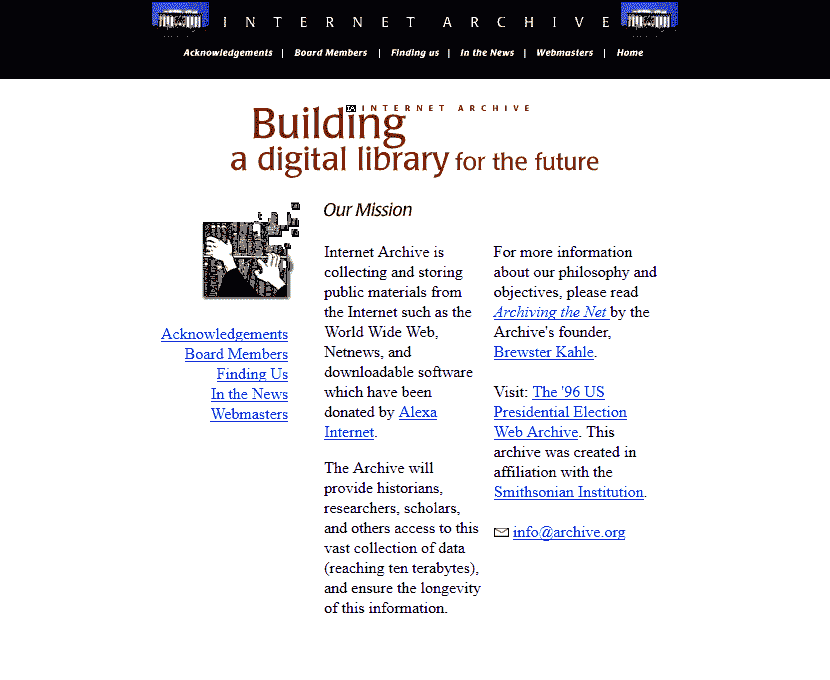 INTERNET ARCHIVE
Acknowledgements | Board Members | Finding us | In the News | Webmasters | Home
IA INTERNET ARCHIVE
Building
a digital library for the future
Our Mission
Acknowledgements
Board Members
Finding Us
In the News
Webmasters
Internet Archive is
collecting and storing
public materials from
the Internet such as the
World Wide Web,
Netnews, and
downloadable software
which have been
donated by Alexa
Internet.
The Archive will
provide historians,
researchers, scholars,
and others access to this
vast collection of data
(reaching ten terabytes),
and ensure the longevity
of this information.
For more information
about our philosophy and
objectives, please read
Archiving the Net by the
Archive's founder,
Brewster Kahle.
Visit: The '96 US
Presidential Election
Web Archive. This
archive was created in
affiliation with the
Smithsonian Institution.
info@archive.org